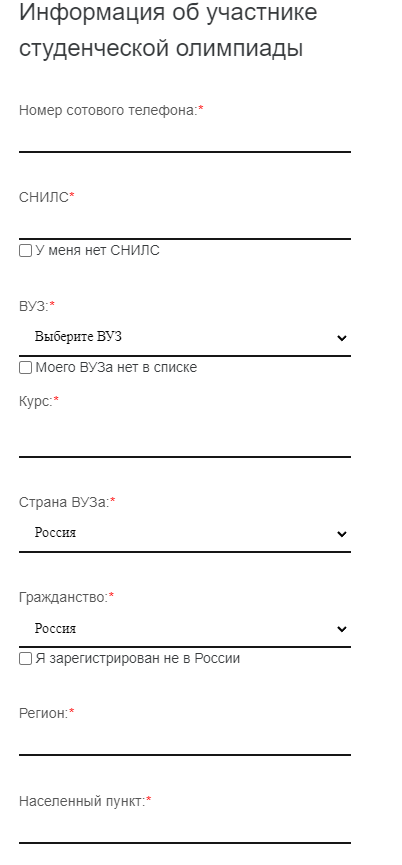 Информация об участнике
студенческой олимпиады
Номер сотового телефона:*
СНИЛС*
У меня нет СНИЛС
ВУЗ:*
Выберите ВУЗ
Моего ВУЗа нет в списке
Курс:*
Страна ВУЗа:*
Россия
Гражданство:*
Россия
Я зарегистрирован не в России
Регион:*
Населенный пункт:*